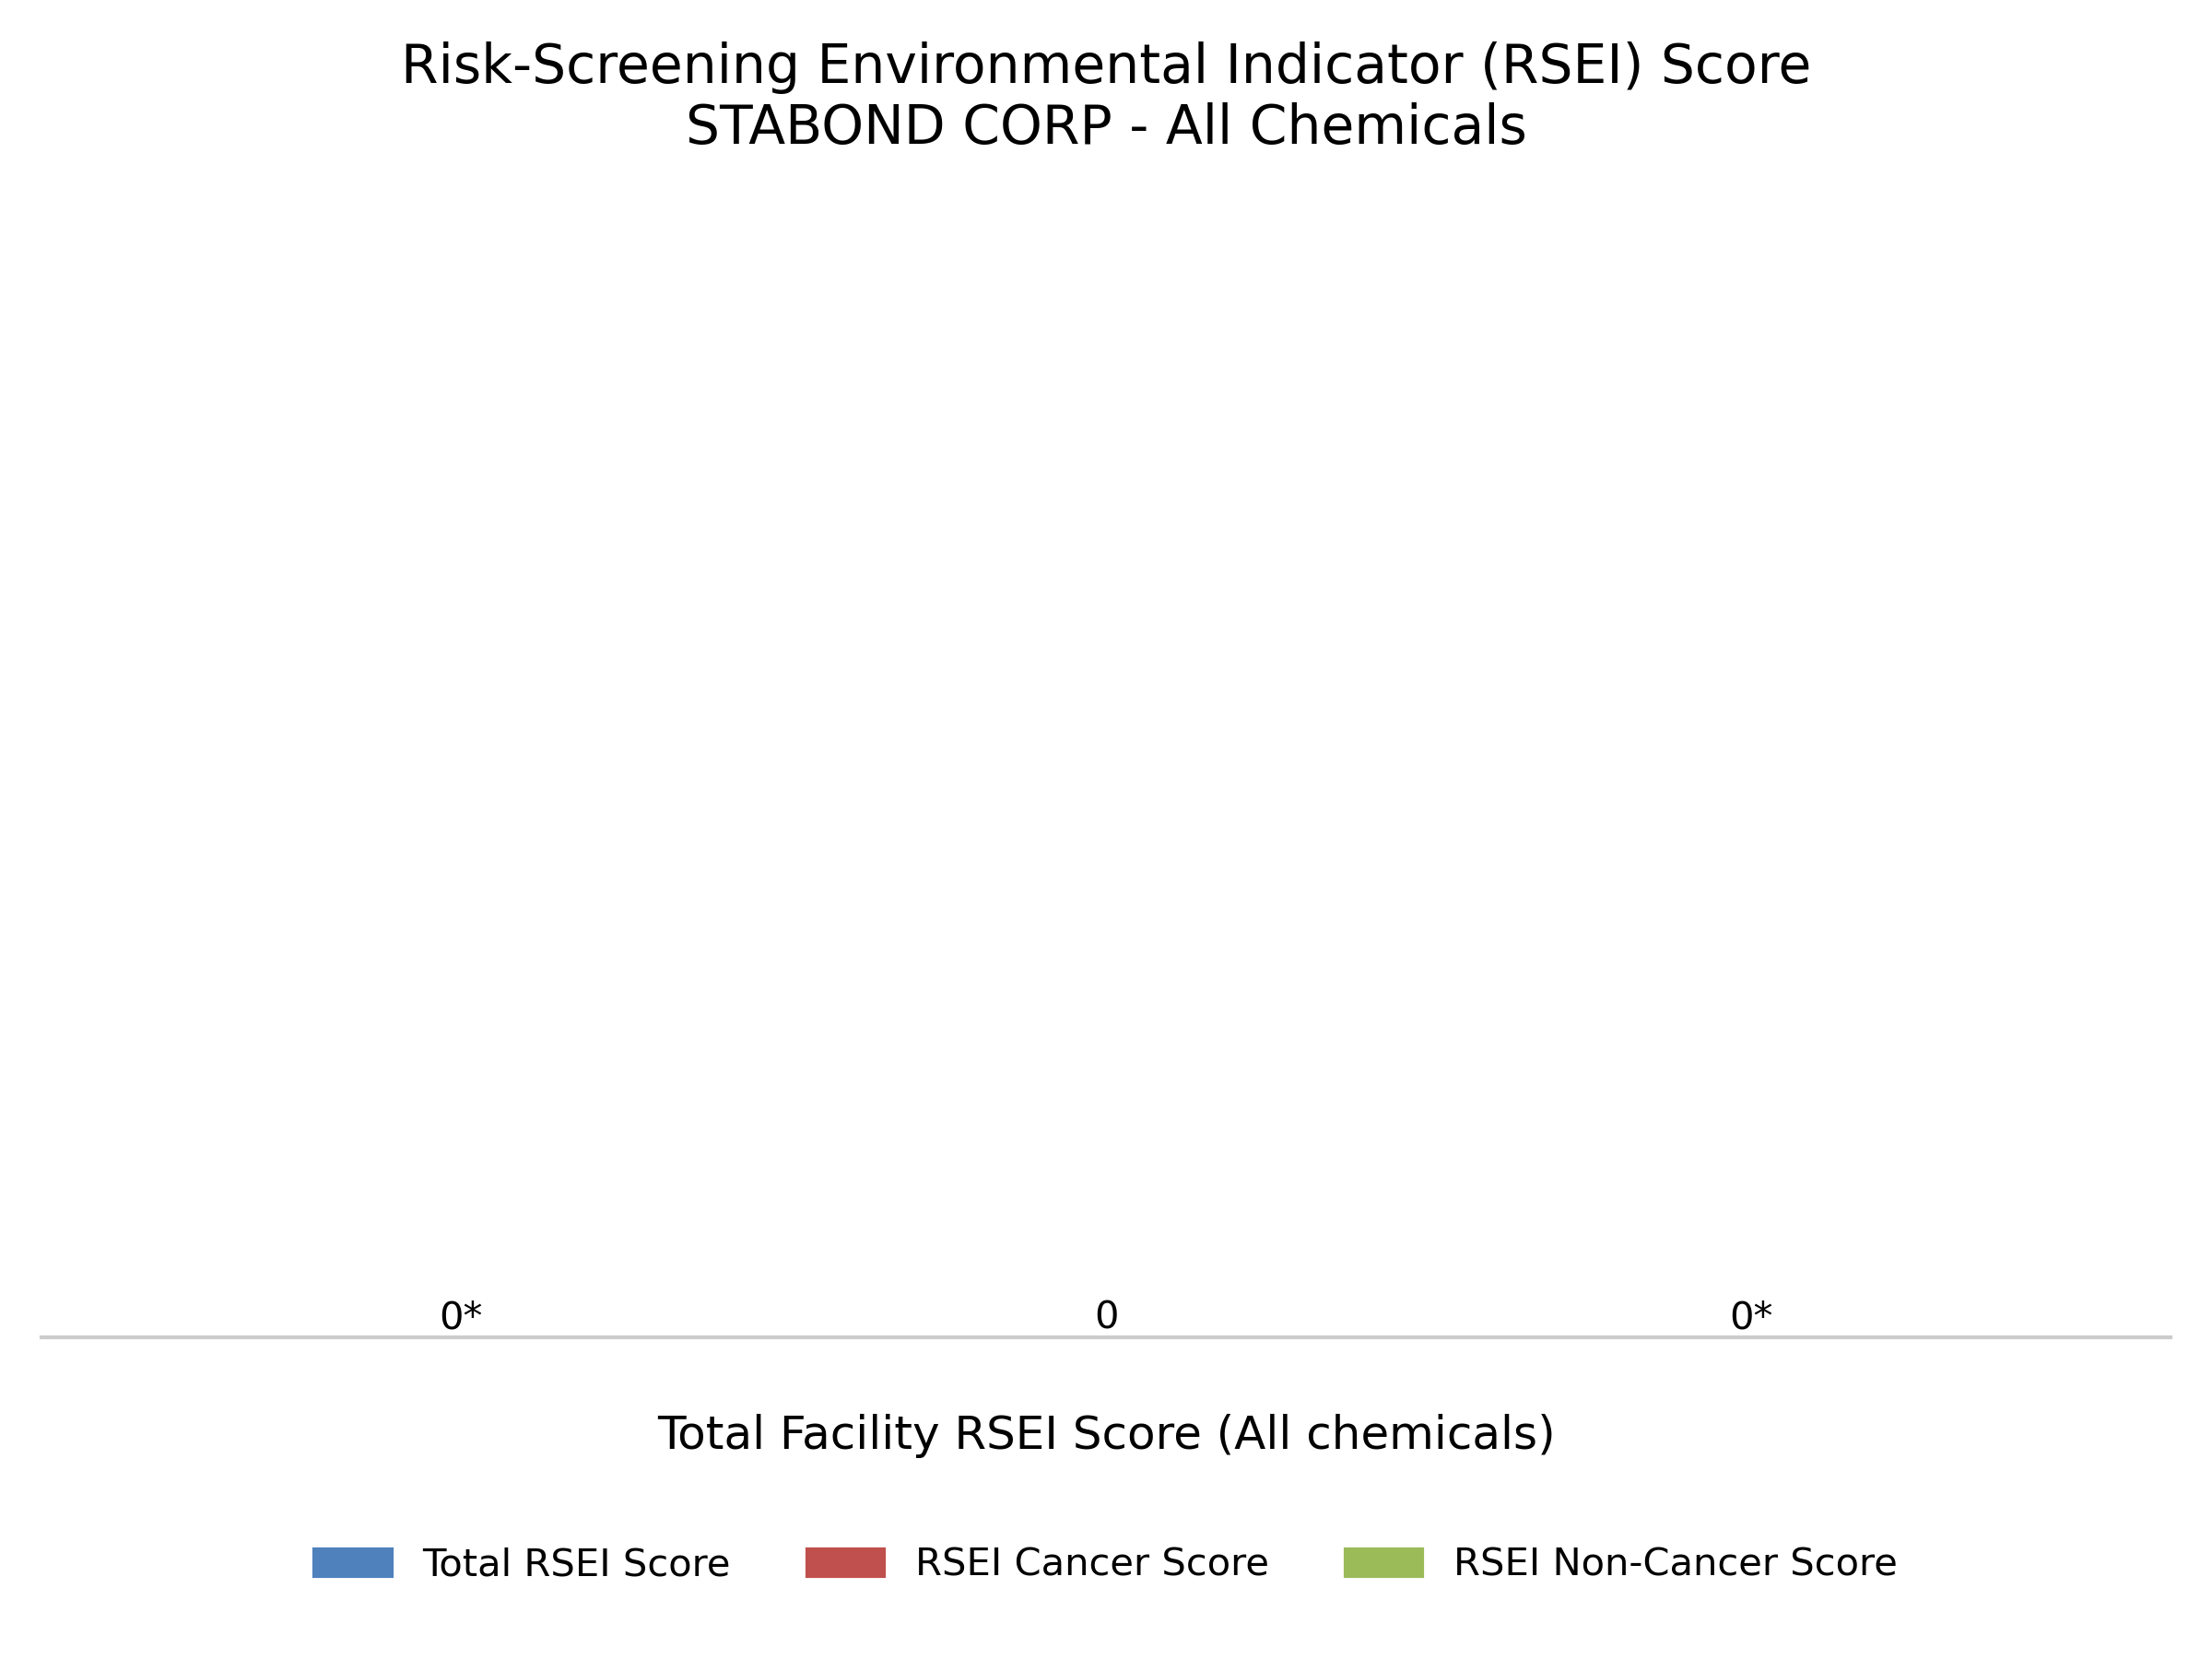 Risk-Screening Environmental Indicator (RSEI) Score
STABOND CORP - All Chemicals
0* 0 0*
Total Facility RSEI Score (All chemicals)
Total RSEI Score RSEI Cancer Score RSEI Non-Cancer Score